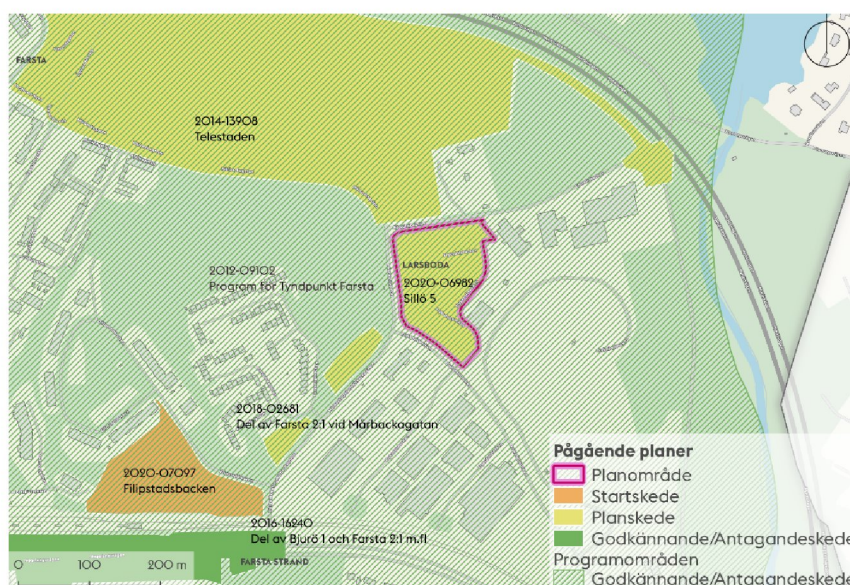 FARSTA
2014-13908
Telestaden
2012-09102
Program för Tyndpunkt Farsta
LARSBODA
2020-06982
Sillö 5
2018-02681
Del av Farsta 2:1 vid Mårbackagatan
2020-07097
Filipstadsbacken
2016-16240
Del av Bjurö 1 och Farsta 2:1 m.fl
FARSTA STRAND
0 100 200 m
Pågående planer
Planområde
Startskede
Planskede
Godkännande/Antagandeskede
Programområden
Godkännande/Antagandeskede